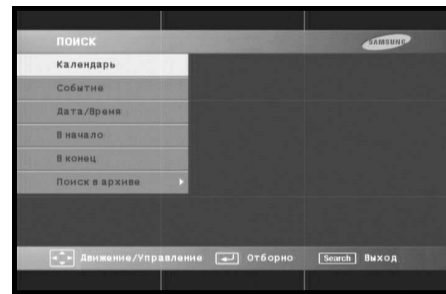 ПОИСК SAMSUNG
Календарь
Событие
Дата/Время
В начало
В конец
Поиск в архиве
Движение/Управление Отборно Search Выход